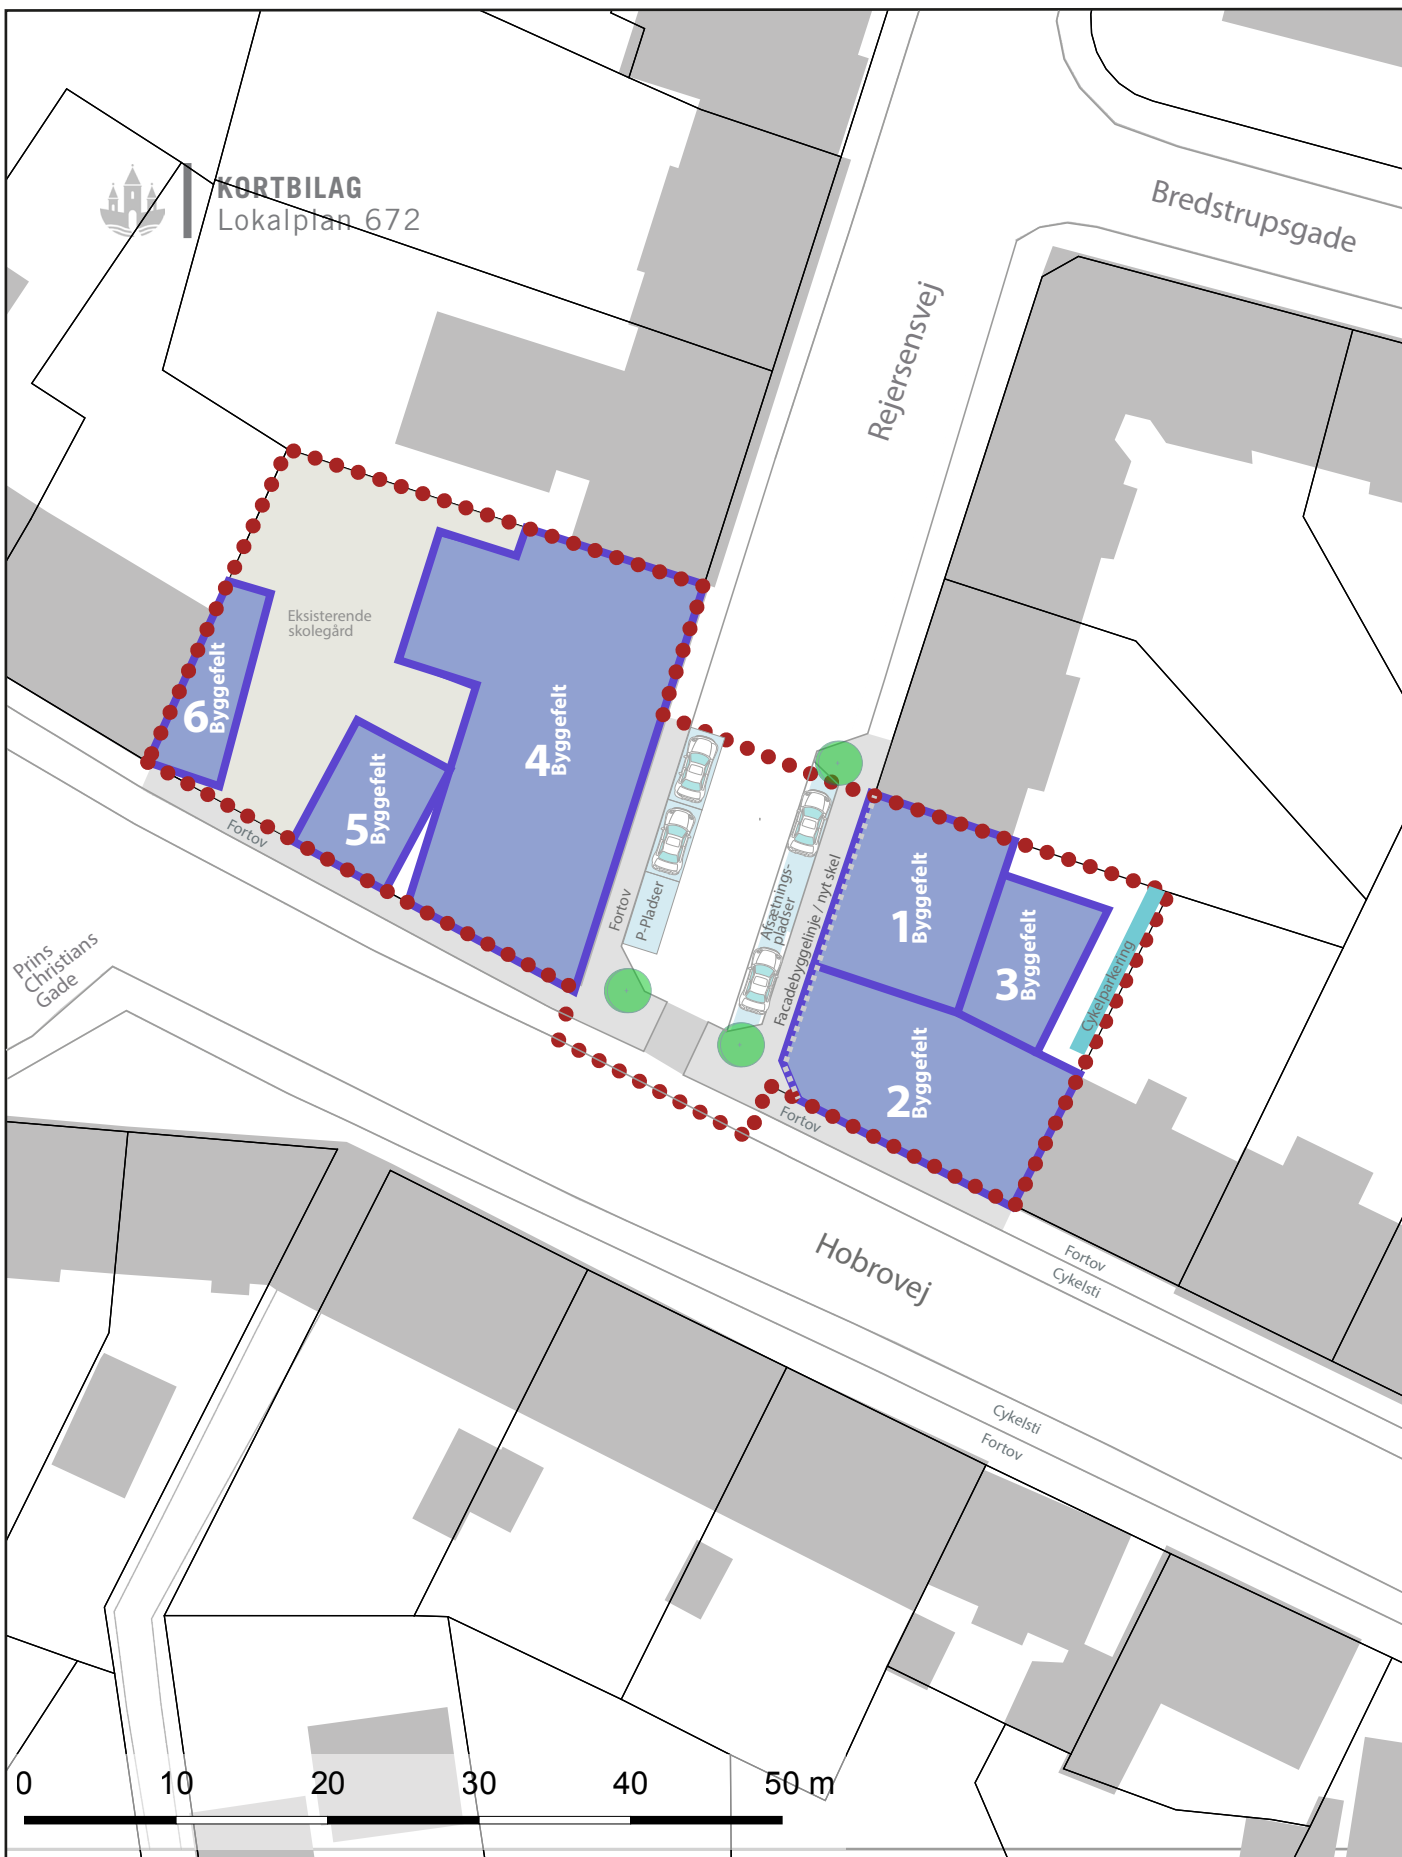 KORTBILAG
Lokalplan 672
Bredstrupsgade
Rejersensvej
Eksisterende
skolegård
6
Byggefelt
4
Byggefelt
5
Byggefelt
Fortov
Fortov
P-Pladser
Afsætnings-
pladser
Facadebyggelinje / nyt skel
1
Byggefelt
3
Byggefelt
Cykelparkering
2
Byggefelt
Fortov
Prins
Christians
Gade
Hobrovej
Fortov
Cykelsti
Cykelsti
Fortov
0 10 20 30 40 50 m